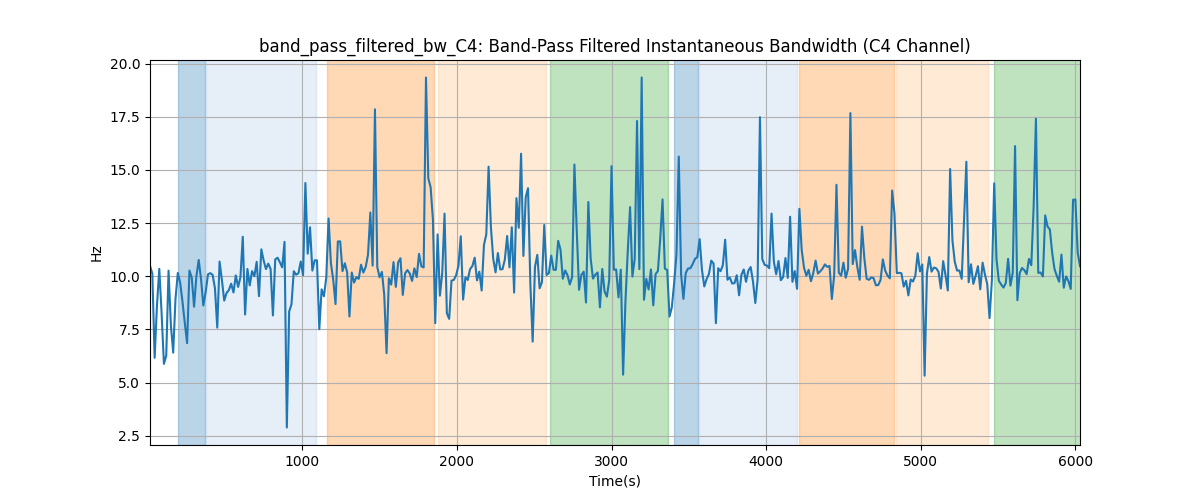 band_pass_filtered_bw_C4: Band-Pass Filtered Instantaneous Bandwidth (C4 Channel)
20.0
17.5
15.0
12.5
10.0
7.5
5.0
2.5
Hz
1000 2000 3000 4000 5000 6000
Time(s)